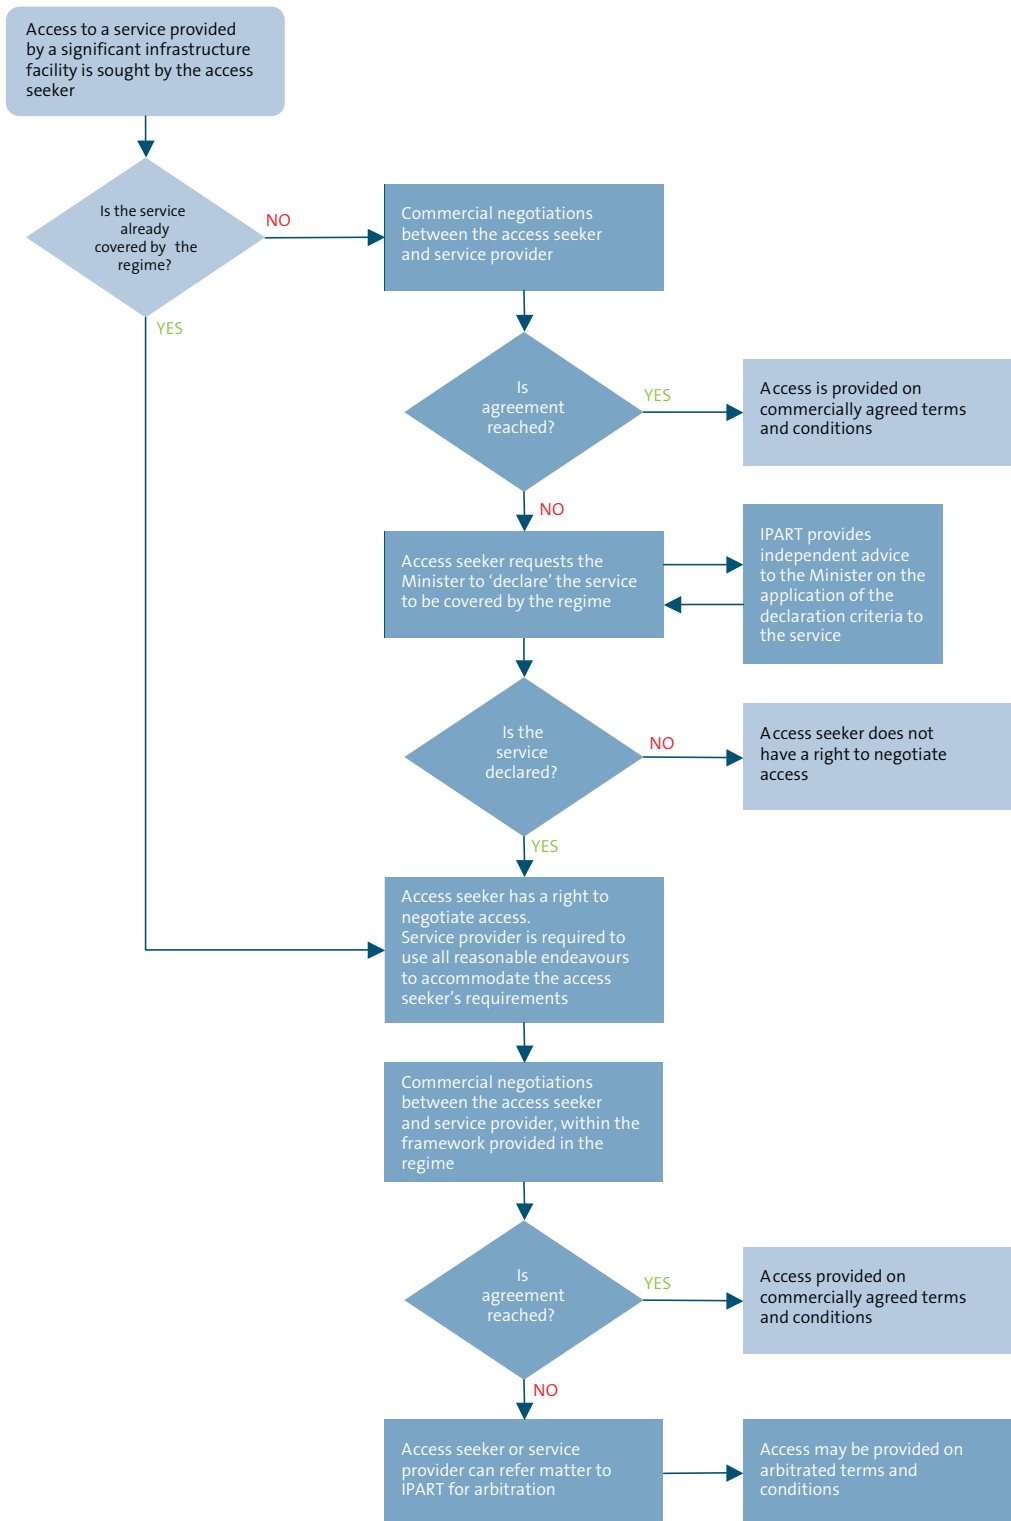 Access to a service provided
by a significant infrastructure
facility is sought by the access
seeker
Is the service
already
covered by the
regime?
NO
YES
Commercial negotiations
between the access seeker
and service provider
Is
agreement
reached?
YES
Access is provided on
commercially agreed terms
and conditions
NO
Access seeker requests the
Minister to ‘declare’ the service
to be covered by the regime
IPART provides
independent advice
to the Minister on the
application of the
declaration criteria to
the service
Is the
service
declared?
NO
Access seeker does not
have a right to negotiate
access
YES
Access seeker has a right to
negotiate access.
Service provider is required to
use all reasonable endeavours
to accommodate the access
seeker’s requirements
Commercial negotiations
between the access seeker
and service provider, within the
framework provided in the
regime
Is
agreement
reached?
YES
Access provided on
commercially agreed terms
and conditions
NO
Access seeker or service
provider can refer matter to
IPART for arbitration
Access may be provided on
arbitrated terms and
conditions